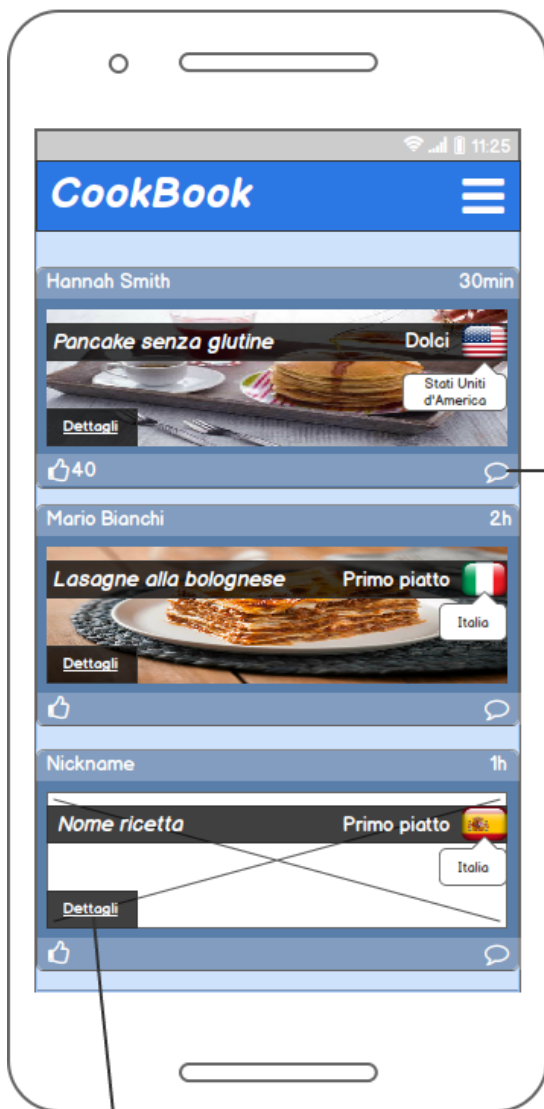 11:25
CookBook
Hannah Smith 30min
Pancake senza glutine Dolci
Stati Uniti
d'America
Dettagli
40
Mario Bianchi 2h
Lasagne alla bolognese Primo piatto
Italia
Dettagli
Nickname 1h
Nome ricetta Primo piatto
Italia
Dettagli